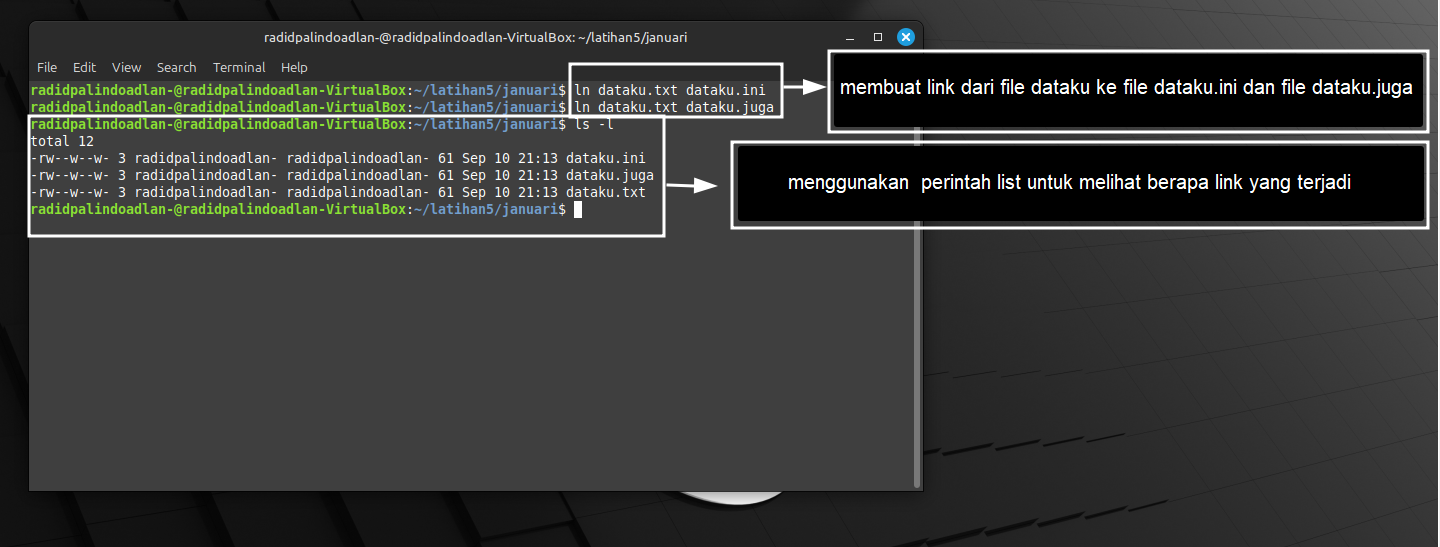 radidpalindoadlan-@radidpalindoadlan-VirtualBox: ~/latihan5/januari
File Edit View Search Terminal Help
radidpalindoadlan-@radidpalindoadlan-VirtualBox:~/latihan5/januari$ ln dataku.txt dataku.ini
radidpalindoadlan-@radidpalindoadlan-VirtualBox:~/latihan5/januari$ ln dataku.txt dataku.juga
radidpalindoadlan-@radidpalindoadlan-VirtualBox:~/latihan5/januari$ ls -l
total 12
-rw--w--w- 3 radidpalindoadlan- radidpalindoadlan- 61 Sep 10 21:13 dataku.ini
-rw--w--w- 3 radidpalindoadlan- radidpalindoadlan- 61 Sep 10 21:13 dataku.juga
-rw--w--w- 3 radidpalindoadlan- radidpalindoadlan- 61 Sep 10 21:13 dataku.txt
radidpalindoadlan-@radidpalindoadlan-VirtualBox:~/latihan5/januari$
membuat link dari file dataku ke file dataku.ini dan file dataku.juga
menggunakan perintah list untuk melihat berapa link yang terjadi